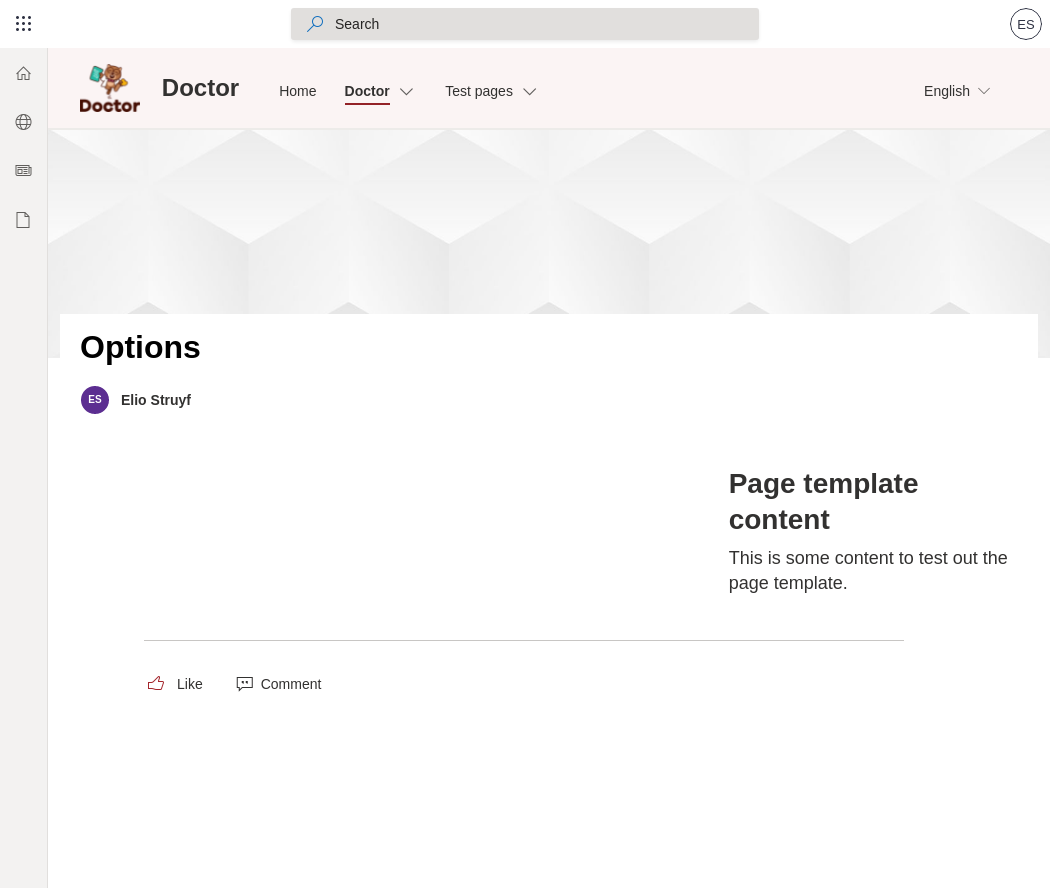 Search
ES
Doctor
Doctor
Home
Doctor
Test pages
English
Options
ES
Elio Struyf
Page template
content
This is some content to test out the
page template.
Like
Comment